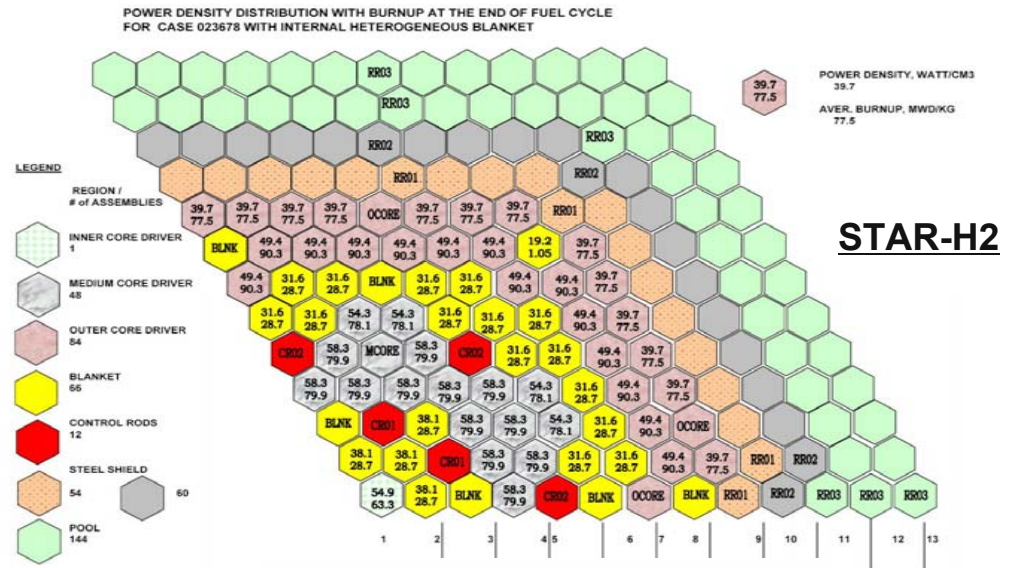 POWER DENSITY DISTRIBUTION WITH BURNUP AT THE END OF FUEL CYCLE
FOR CASE 023678 WITH INTERNAL HETEROGENEOUS BLANKET
39.7
77.5
POWER DENSITY, WATT/CM3
39.7
AVER. BURNUP, MWD/KG
77.5
STAR-H2
LEGEND
REGION /
# of ASSEMBLIES
INNER CORE DRIVER
1
MEDIUM CORE DRIVER
48
OUTER CORE DRIVER
84
BLANKET
66
CONTROL RODS
12
STEEL SHIELD
54 60
POOL
144
RR03
RR03
RR02 RR03
RR01 RR02
39.7 39.7 39.7 39.7 OCORE 39.7 39.7 39.7 RR01
77.5 77.5 77.5 77.5 77.5 77.5 77.5
BLNK 49.4 49.4 49.4 49.4 49.4 49.4 19.2 39.7
90.3 90.3 90.3 90.3 90.3 90.3 1.05 77.5
49.4 31.6 31.6 BLNK 31.6 31.6 49.4 49.4 39.7
90.3 28.7 28.7 28.7 28.7 90.3 90.3 77.5
31.6 31.6 54.3 54.3 31.6 31.6 31.6 49.4 39.7
28.7 28.7 78.1 78.1 28.7 28.7 28.7 90.3 77.5
CR02 58.3 MCORE 58.3 CR02 31.6 31.6 49.4 39.7
79.9 79.9 28.7 28.7 90.3 77.5
58.3 58.3 58.3 58.3 58.3 54.3 31.6 49.4 39.7
79.9 79.9 79.9 79.9 79.9 78.1 28.7 90.3 77.5
BLNK CR01 38.1 58.3 58.3 54.3 31.6 49.4 OCORE
28.7 79.9 79.9 78.1 28.7 90.3
38.1 38.1 CR01 58.3 58.3 31.6 31.6 49.4 39.7 RR01 RR02
28.7 28.7 79.9 79.9 28.7 28.7 90.3 77.5
54.9 38.1 BLNK 58.3 CR02 BLNK OCORE BLNK RR01 RR02 RR03 RR03 RR03
63.3 28.7 79.9
1 2 3 4 5 6 7 8 9 10 11 12 13